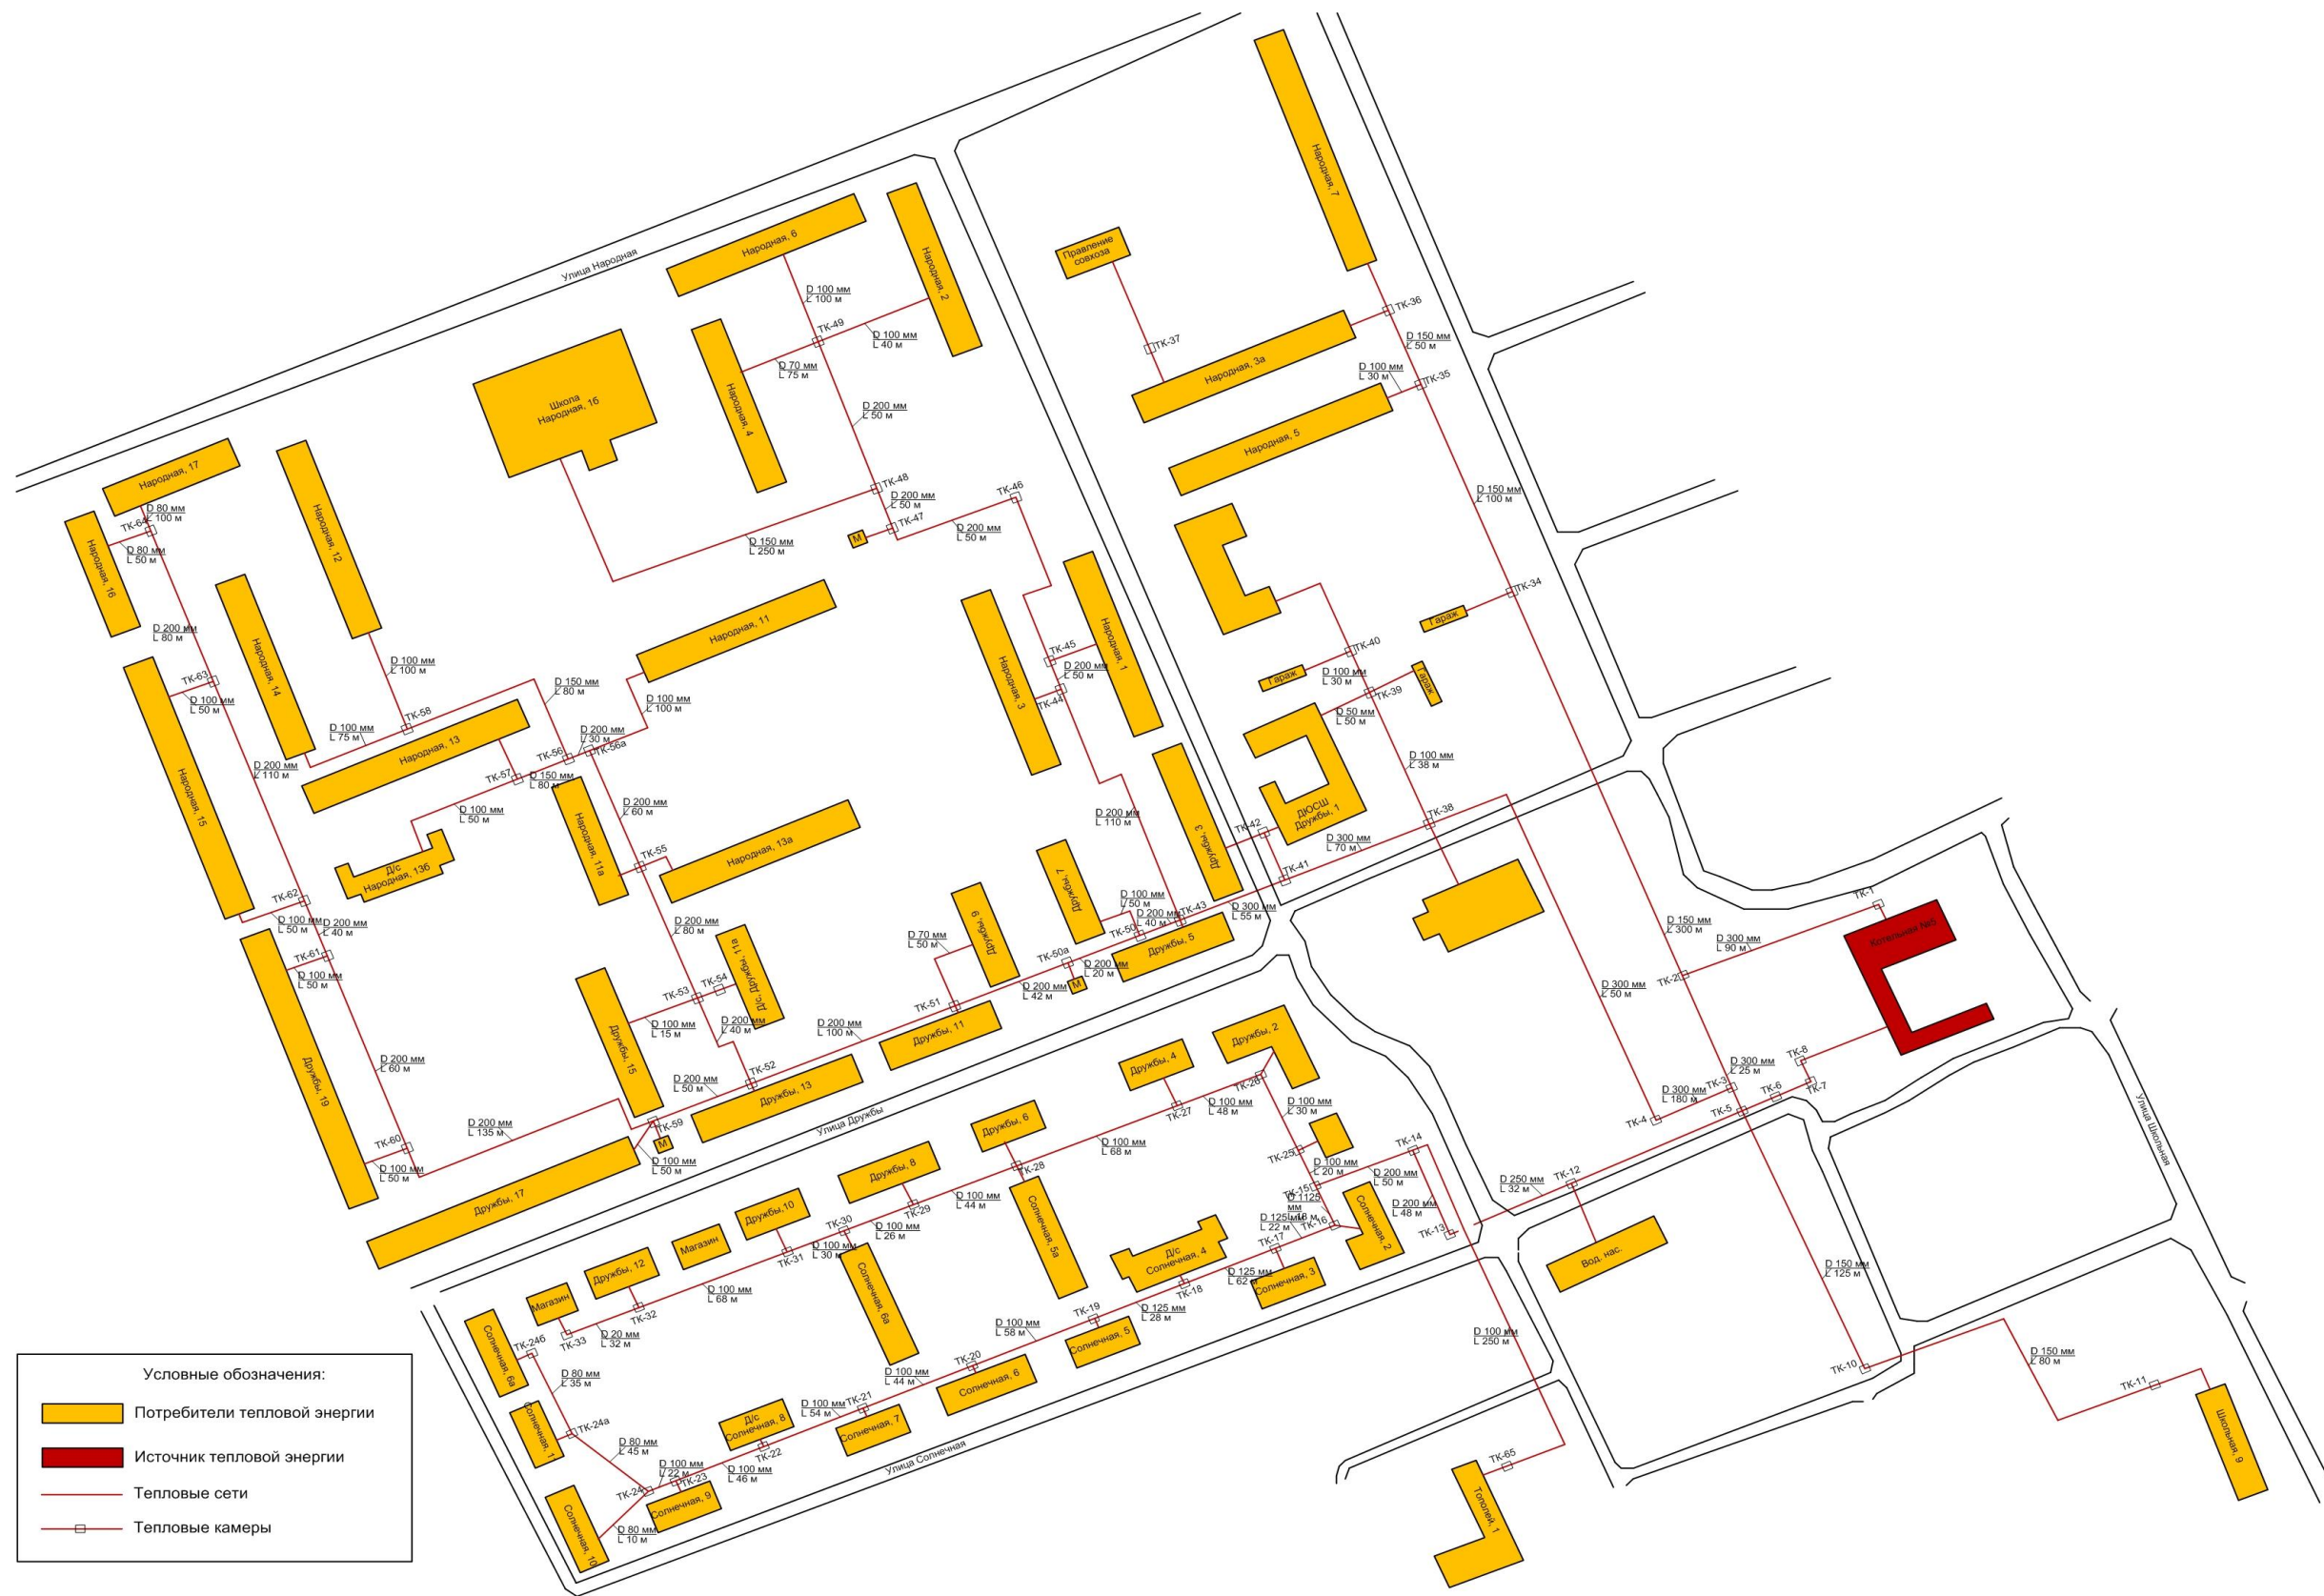 Народная, 7
Правление
совхоза
Улица Народная
Народная, 6
Народная, 2
D 100 мм
L 100 м
ТК-49
D 100 мм
L 40 м
D 70 мм
L 75 м
Народная, 4
Школа
Народная, 1б
D 200 мм
L 50 м
ТК-36
D 150 мм
L 50 м
ТК-37
Народная, 3а
D 100 мм
L 30 м
ТК-35
Народная, 5
Народная, 17
D 80 мм
L 100 м
ТК-64
D 80 мм
L 50 м
Народная, 16
Народная, 12
ТК-48
D 200 мм
L 50 м
ТК-47
ТК-46
D 200 мм
L 50 м
М
D 150 мм
L 250 м
D 150 мм
L 100 м
ТК-34
Гараж
D 200 мм
L 80 м
Народная, 14
ТК-63
D 100 мм
L 50 м
D 100 мм
L 100 м
ТК-58
D 100 мм
L 75 м
Народная, 13
D 150 мм
L 80 м
Народная, 11
D 100 мм
L 100 м
D 200 мм
L 30 м
ТК-56а
ТК-56
ТК-57
D 150 мм
L 80 м
Народная, 3
Народная, 1
ТК-45
D 200 мм
L 50 м
ТК-44
ТК-40
Гараж
D 100 мм
L 30 м
Гараж
ТК-39
D 50 мм
L 50 м
D 100 мм
L 38 м
D 200 мм
L 110 м
Народная, 15
D 100 мм
L 50 м
Д/с
Народная, 13б
Народная, 11а
D 200 мм
L 60 м
ТК-55
Народная, 13а
D 200 мм
L 110 м
Дружбы, 3
ДЮСШ
Дружбы, 1
ТК-42
ТК-38
D 300 мм
L 70 м
ТК-41
ТК-62
D 100 мм
L 50 м
D 200 мм
L 40 м
ТК-61
D 100 мм
L 50 м
D 200 мм
L 80 м
Д/с, Дружбы, 11а
ТК-54
ТК-53
D 100 мм
L 15 м
D 200 мм
L 40 м
D 70 мм
L 50 м
Дружбы, 9
Дружбы, 7
D 100 мм
L 50 м
D 200 мм
L 40 м
ТК-43
D 300 мм
L 55 м
ТК-50
ТК-50а
D 200 мм
L 20 м
Дружбы, 5
D 200 мм
L 42 м
М
ТК-51
Дружбы, 11
D 200 мм
L 100 м
ТК-1
Котельная №5
D 150 мм
L 300 м
D 300 мм
L 90 м
ТК-2
D 300 мм
L 50 м
D 300 мм
L 25 м
ТК-8
ТК-3
ТК-6
ТК-7
D 300 мм
L 180 м
ТК-5
ТК-4
Улица Школьная
Дружбы, 19
D 200 мм
L 60 м
Дружбы, 15
D 200 мм
L 50 м
ТК-52
Дружбы, 13
Улица Дружбы
D 200 мм
L 135 м
ТК-59
М
D 100 мм
L 50 м
ТК-60
D 100 мм
L 50 м
Дружбы, 17
Дружбы, 2
Дружбы, 4
ТК-26
ТК-27
D 100 мм
L 48 м
D 100 мм
L 30 м
Дружбы, 6
D 100 мм
L 68 м
ТК-25
D 100 мм
L 20 м
ТК-14
D 200 мм
L 50 м
ТК-15
D 1125
мм
L 18 м
ТК-28
Дружбы, 8
D 100 мм
L 44 м
ТК-29
Солнечная, 5а
D 200 мм
L 48 м
ТК-13
Солнечная, 2
D 125 мм
L 22 м
ТК-16
ТК-17
D 250 мм
L 32 м
ТК-12
Вод. нас.
Дружбы,10
ТК-30
D 100 мм
L 26 м
D 100 мм
L 30 м
ТК-31
Солнечная, 6а
Д/с
Солнечная, 4
D 125 мм
L 62 м
ТК-18
Солнечная, 3
Магазин
Дружбы, 12
D 100 мм
L 68 м
ТК-32
Магазин
ТК-33
D 20 мм
L 32 м
ТК-19
D 125 мм
L 28 м
D 100 мм
L 58 м
Солнечная, 5
D 150 мм
L 125 м
D 100 мм
L 250 м
ТК-10
D 150 мм
L 80 м
ТК-11
Школьная, 9
ТК-24б
Солнечная, 6а
D 80 мм
L 35 м
ТК-20
D 100 мм
L 44 м
Солнечная, 6
ТК-21
D 100 мм
L 54 м
Солнечная, 7
Солнечная, 1
ТК-24а
D 80 мм
L 45 м
Д/с
Солнечная, 8
ТК-22
D 100 мм
L 46 м
D 100 мм
L 22 м
ТК-23
ТК-24
Солнечная, 9
D 80 мм
L 10 м
Солнечная, 10
Улица Солнечная
ТК-65
Тополей, 1
Условные обозначения:
Потребители тепловой энергии
Источник тепловой энергии
Тепловые сети
Тепловые камеры